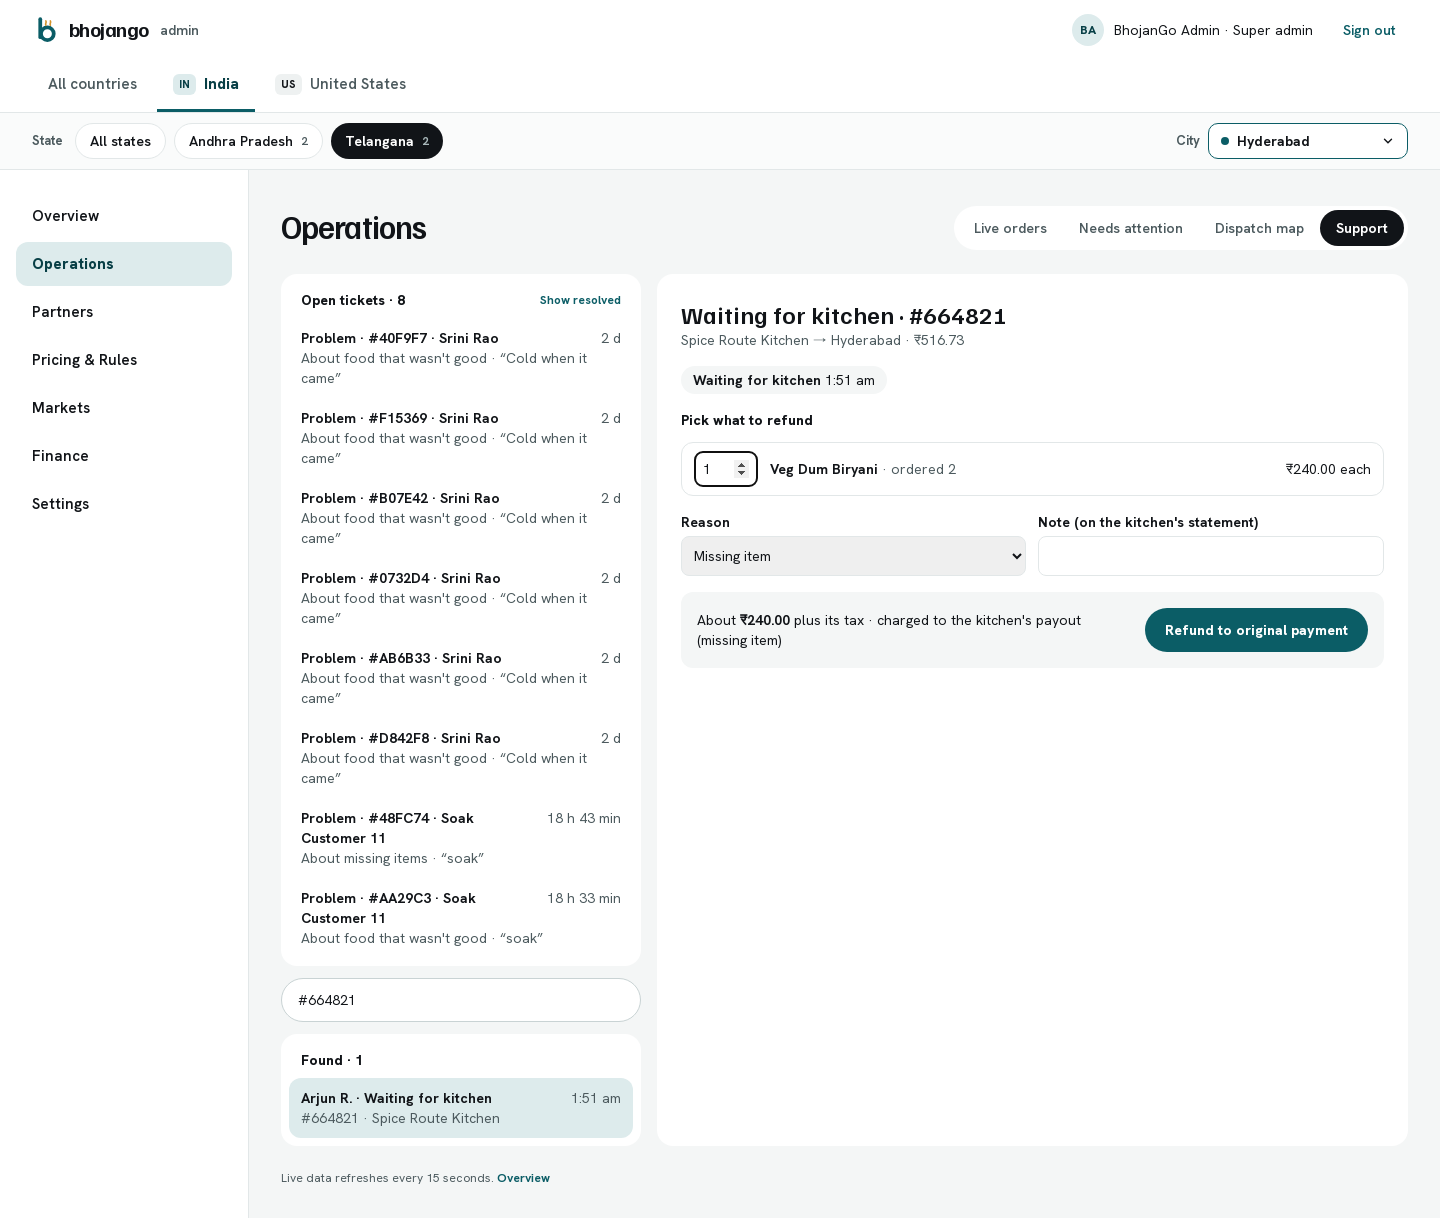 bhojango admin
BA BhojanGo Admin · Super admin Sign out
All countries IN India US United States
State All states Andhra Pradesh 2 Telangana 2 City Hyderabad
Overview
Operations
Partners
Pricing & Rules
Markets
Finance
Settings
Operations
Live orders Needs attention Dispatch map Support
Open tickets · 8 Show resolved
Problem · #40F9F7 · Srini Rao 2 d
About food that wasn't good · “Cold when it
came”
Problem · #F15369 · Srini Rao 2 d
About food that wasn't good · “Cold when it
came”
Problem · #B07E42 · Srini Rao 2 d
About food that wasn't good · “Cold when it
came”
Problem · #0732D4 · Srini Rao 2 d
About food that wasn't good · “Cold when it
came”
Problem · #AB6B33 · Srini Rao 2 d
About food that wasn't good · “Cold when it
came”
Problem · #D842F8 · Srini Rao 2 d
About food that wasn't good · “Cold when it
came”
Problem · #48FC74 · Soak 18 h 43 min
Customer 11
About missing items · “soak”
Problem · #AA29C3 · Soak 18 h 33 min
Customer 11
About food that wasn't good · “soak”
#664821
Found · 1
Arjun R. · Waiting for kitchen 1:51 am
#664821 · Spice Route Kitchen
Waiting for kitchen · #664821
Spice Route Kitchen → Hyderabad · ₹516.73
Waiting for kitchen 1:51 am
Pick what to refund
1 Veg Dum Biryani · ordered 2 ₹240.00 each
Reason Note (on the kitchen's statement)
Missing item
About ₹240.00 plus its tax · charged to the kitchen's payout
(missing item)
Refund to original payment
Live data refreshes every 15 seconds. Overview